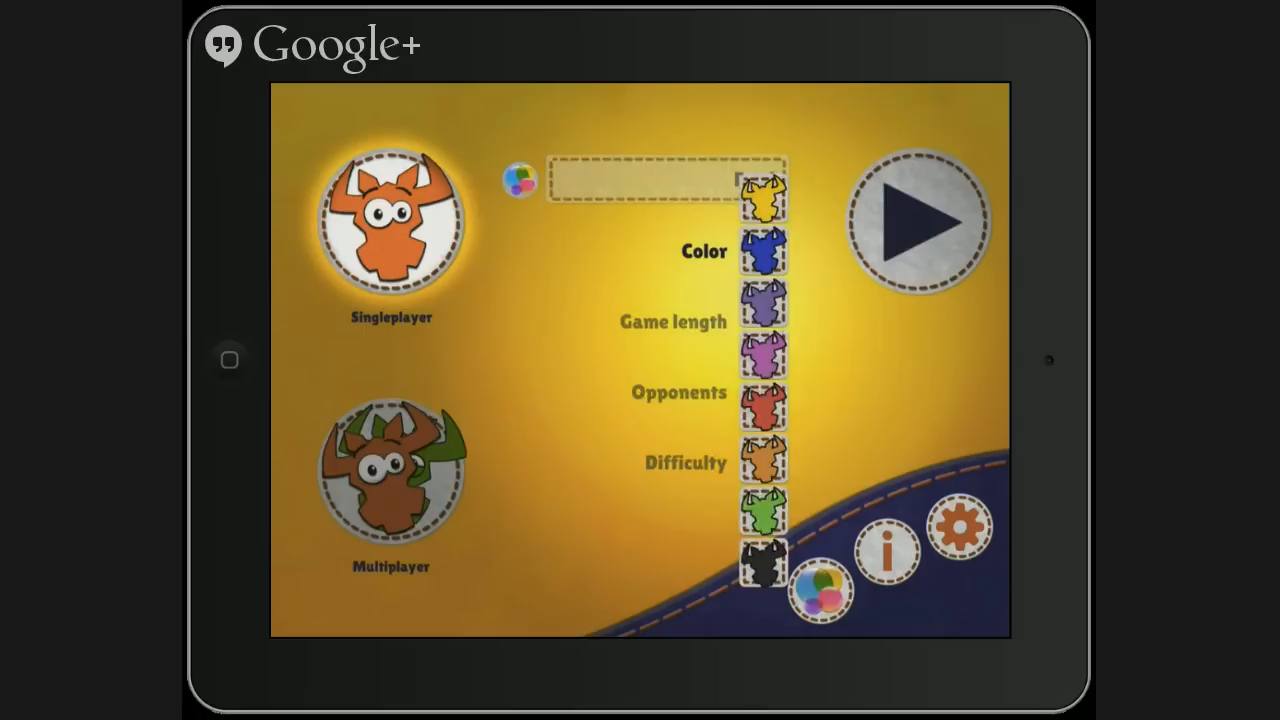 Google+
Singleplayer
Color
Game length
Opponents
Difficulty
Multiplayer
i